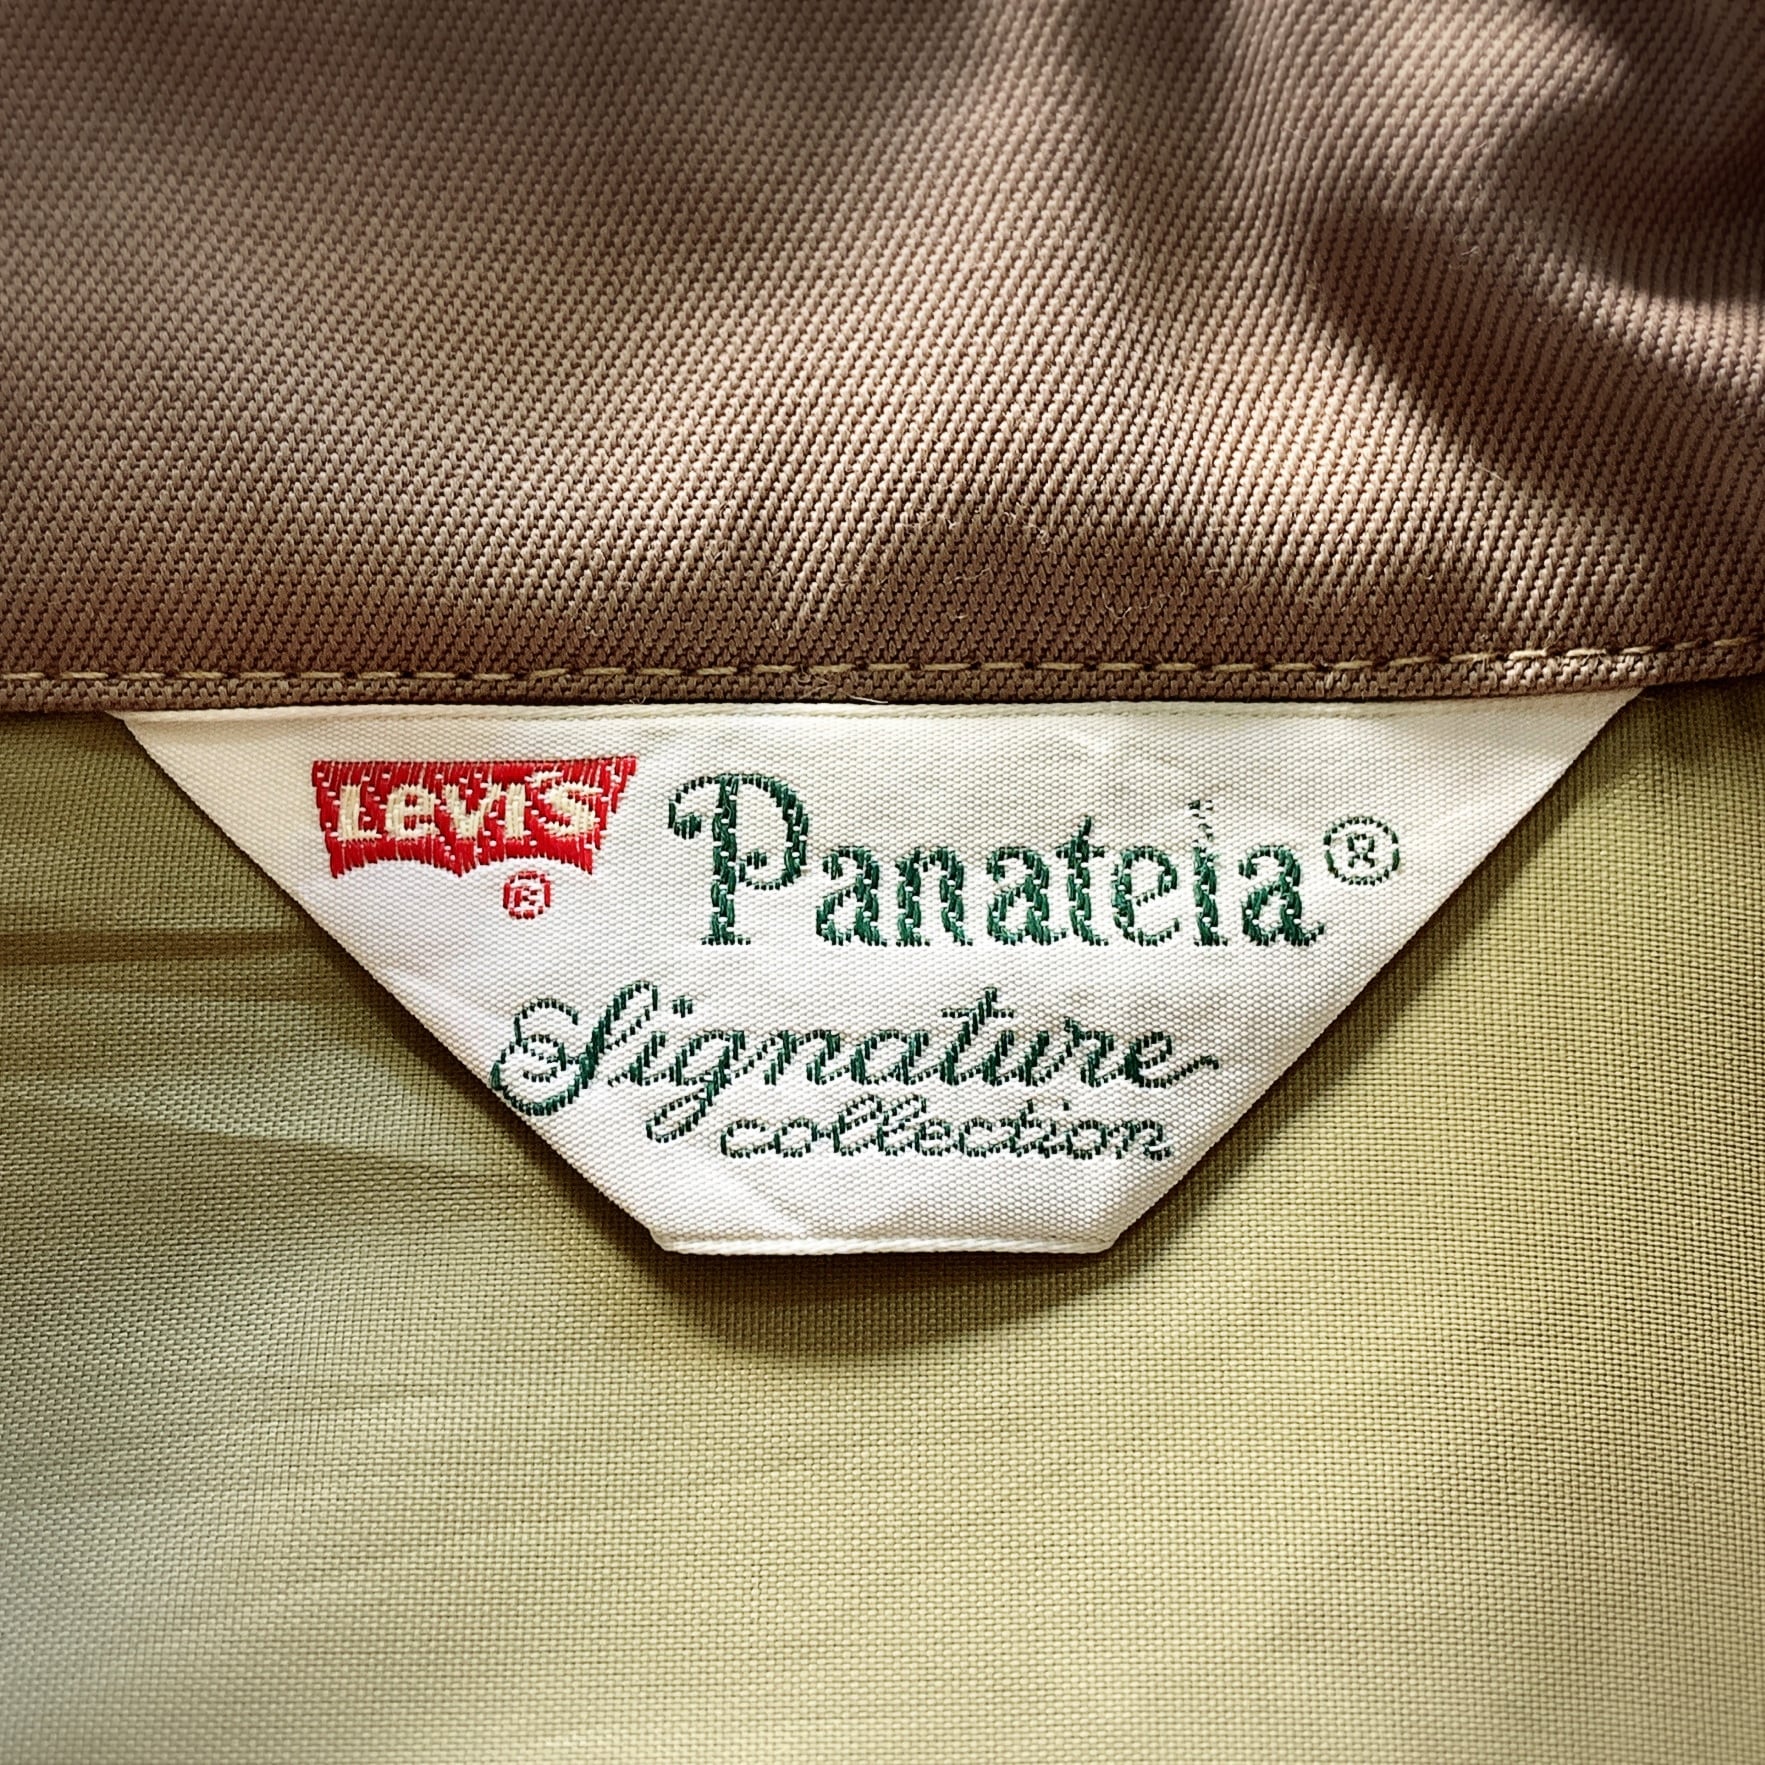 Levi's ® Panatela ®
Signature
collection